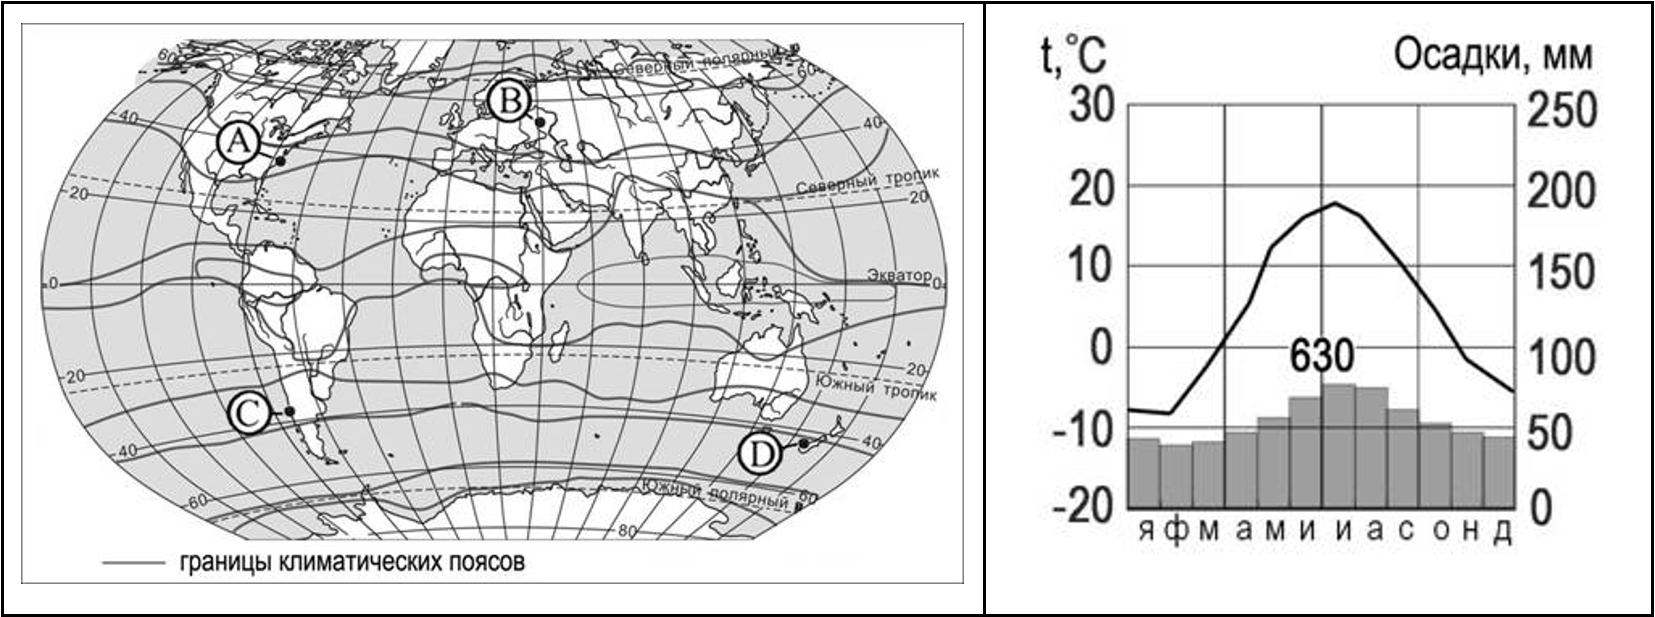 60
Северный полярный
60
B
A
40
40
Северный тропик
20
20
Экватор
0
0
20
20
Южный тропик
C
D
40
40
Южный полярный
60
60
80
границы климатических поясов
t,°C
Осадки, мм
30
250
20
200
10
150
0
100
630
-10
50
-20
0
я ф м а м и и а с о н д